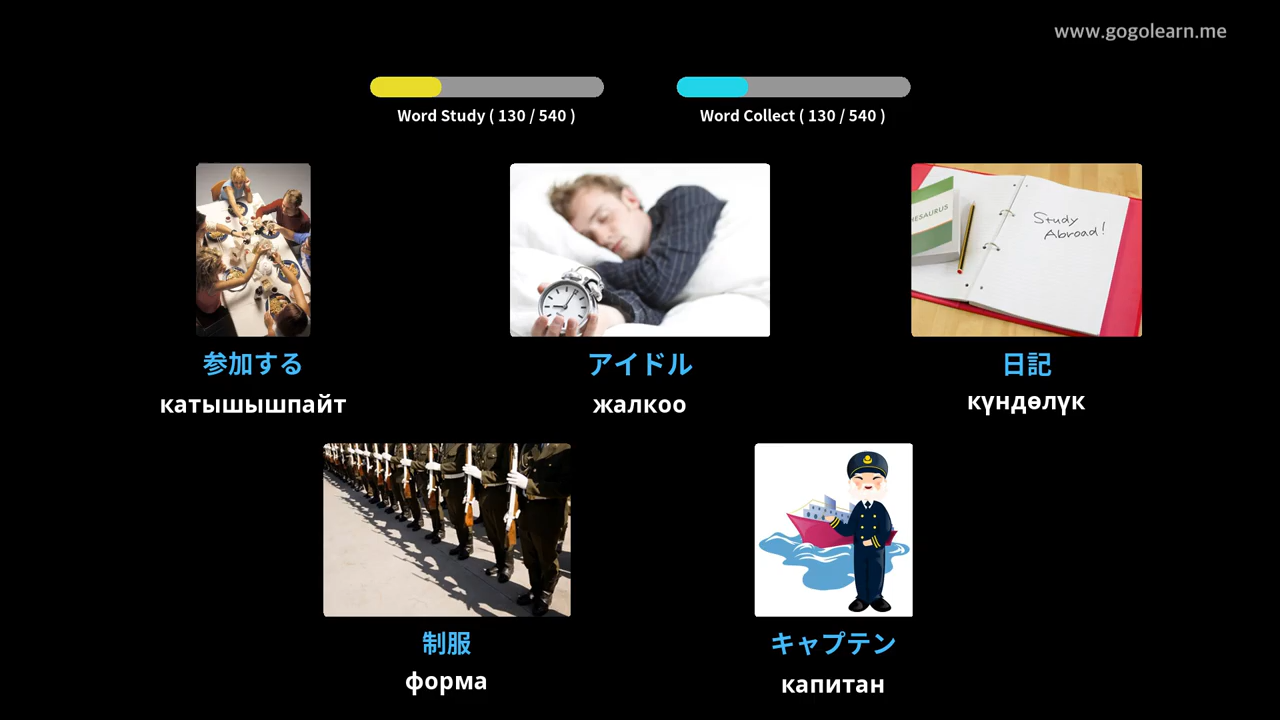 www.gogolearn.me
Word Study ( 130 / 540 )
Word Collect ( 130 / 540 )
THESAURUS
Study
Abroad!
参加する
アイドル
日記
катышышпайт
жалкоо
күндөлүк
制服
キャプテン
форма
капитан